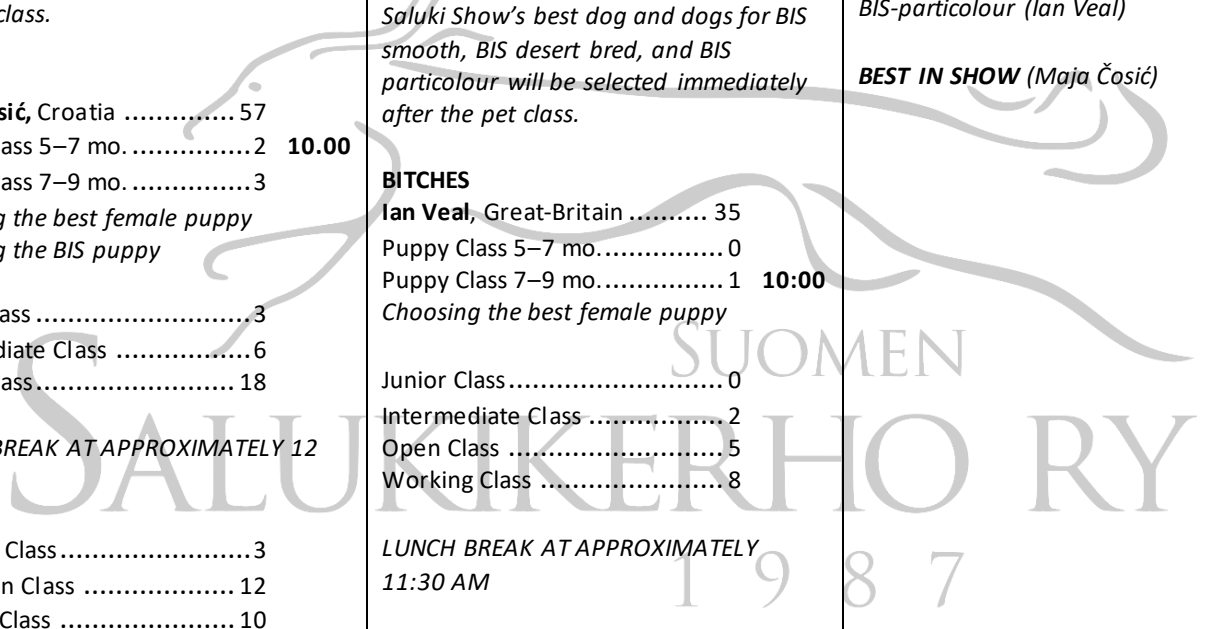 class.
sić, Croatia .............. 57
lass 5–7 mo. ............... 2 10.00
lass 7–9 mo. ............... 3
g the best female puppy
g the BIS puppy
ass ........................... 3
diate Class ................. 6
lass......................... 18
BREAK AT APPROXIMATELY 12
Class ........................ 3
n Class ................... 12
Class ...................... 10
Saluki Show's best dog and dogs for BIS
smooth, BIS desert bred, and BIS
particolour will be selected immediately
after the pet class.
BITCHES
Ian Veal, Great-Britain .......... 35
Puppy Class 5–7 mo. ............... 0
Puppy Class 7–9 mo. ............... 1 10:00
Choosing the best female puppy
Junior Class ........................... 0
Intermediate Class ................. 2
Open Class ........................... 5
Working Class ....................... 8
LUNCH BREAK AT APPROXIMATELY
11:30 AM
BIS-particolour (Ian Veal)
BEST IN SHOW (Maja Čosić)
SUOMEN
SALUKIKERHO RY
1987